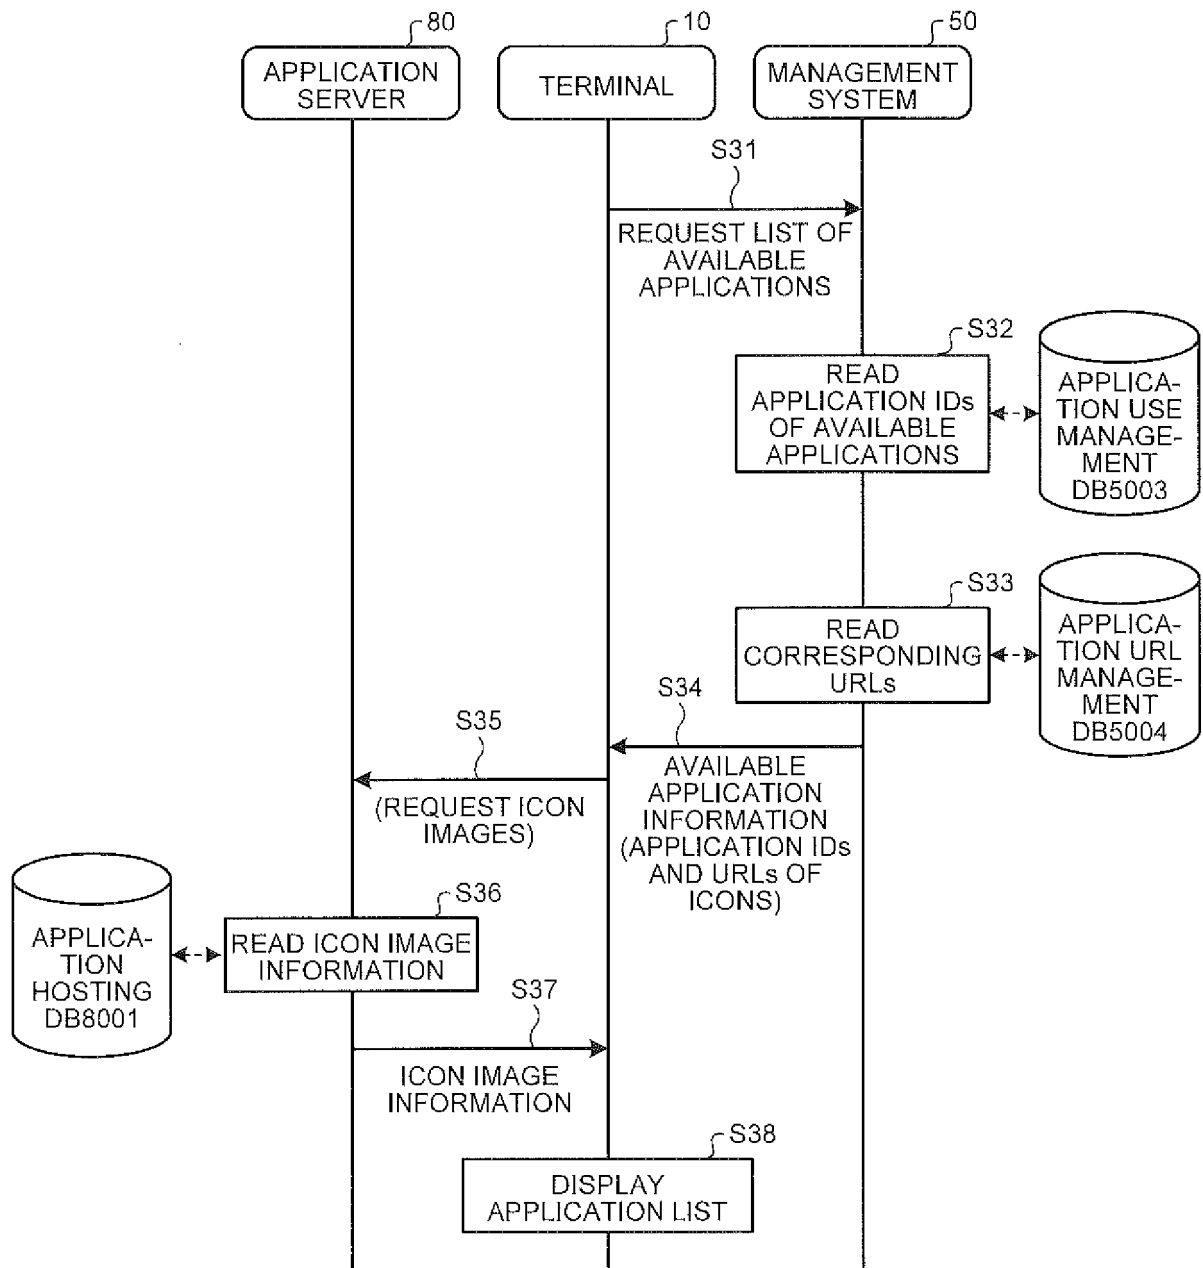 80
10
50
APPLICATION
SERVER
TERMINAL
MANAGEMENT
SYSTEM
S31
REQUEST LIST OF
AVAILABLE
APPLICATIONS
S32
READ
APPLICATION IDs
OF AVAILABLE
APPLICATIONS
APPLICA-
TION USE
MANAGE-
MENT
DB5003
S33
READ
CORRESPONDING
URLs
APPLICA-
TION URL
MANAGE-
MENT
DB5004
S34
AVAILABLE
APPLICATION
INFORMATION
(APPLICATION IDs
AND URLs OF
ICONS)
S35
(REQUEST ICON
IMAGES)
S36
READ ICON IMAGE
INFORMATION
APPLICA-
TION
HOSTING
DB8001
S37
ICON IMAGE
INFORMATION
S38
DISPLAY
APPLICATION LIST